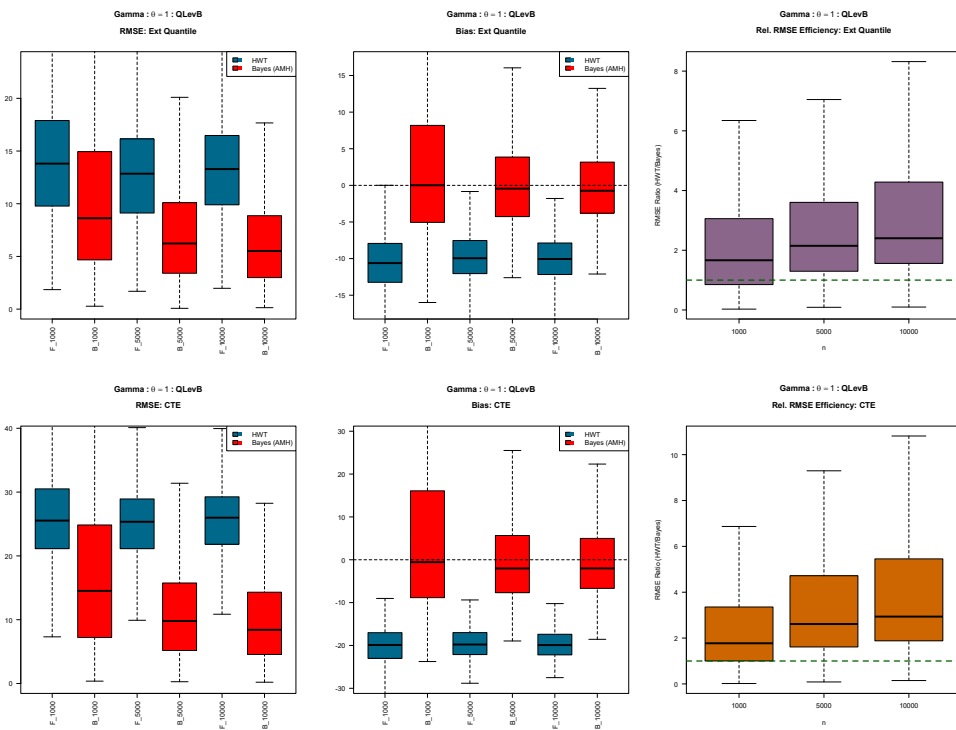 Gamma : θ = 1 : QLevB
RMSE: Ext Quantile
HWT
Bayes (AMH)
20
15
10
5
0
F_1000
B_1000
F_5000
B_5000
F_10000
B_10000
Gamma : θ = 1 : QLevB
Bias: Ext Quantile
HWT
Bayes (AMH)
15
10
5
0
-5
-10
-15
F_1000
B_1000
F_5000
B_5000
F_10000
B_10000
Gamma : θ = 1 : QLevB
Rel. RMSE Efficiency: Ext Quantile
RMSE Ratio (HWT/Bayes)
8
6
4
2
0
1000
5000
10000
n
Gamma : θ = 1 : QLevB
RMSE: CTE
HWT
Bayes (AMH)
40
30
20
10
0
F_1000
B_1000
F_5000
B_5000
F_10000
B_10000
Gamma : θ = 1 : QLevB
Bias: CTE
HWT
Bayes (AMH)
30
20
10
0
-10
-20
-30
F_1000
B_1000
F_5000
B_5000
F_10000
B_10000
Gamma : θ = 1 : QLevB
Rel. RMSE Efficiency: CTE
RMSE Ratio (HWT/Bayes)
10
8
6
4
2
0
1000
5000
10000
n